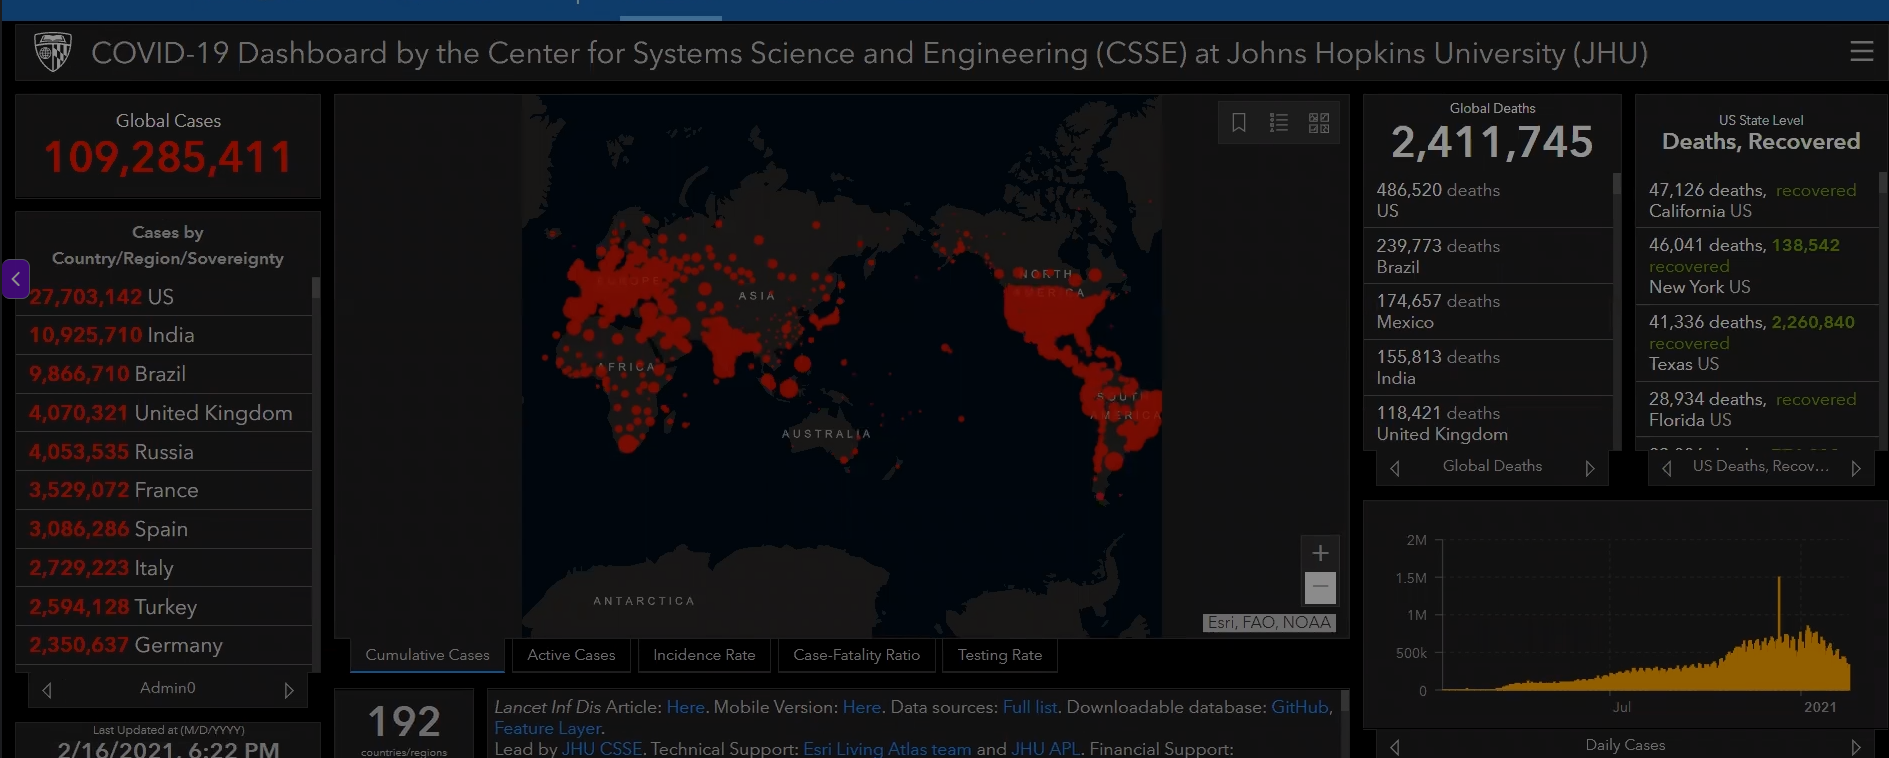 COVID-19 Dashboard by the Center for Systems Science and Engineering (CSSE) at Johns Hopkins University (JHU)
Global Cases
109,285,411
Cases by
Country/Region/Sovereignty
27,703,142 US
10,925,710 India
9,866,710 Brazil
4,070,321 United Kingdom
4,053,535 Russia
3,529,072 France
3,086,286 Spain
2,729,223 Italy
2,594,128 Turkey
2,350,637 Germany
Admin0
Last Updated at (M/D/YYYY)
2/16/2021, 6:22 PM
EUROPE
ASIA
AFRICA
AUSTRALIA
NORTH
AMERICA
SOUTH
AMERICA
ANTARCTICA
Esri, FAO, NOAA
Cumulative Cases
Active Cases
Incidence Rate
Case-Fatality Ratio
Testing Rate
192
countries/regions
Lancet Inf Dis Article: Here. Mobile Version: Here. Data sources: Full list. Downloadable database: GitHub,
Feature Layer.
Lead by JHU CSSE. Technical Support: Esri Living Atlas team and JHU APL. Financial Support:
Global Deaths
2,411,745
486,520 deaths
US
239,773 deaths
Brazil
174,657 deaths
Mexico
155,813 deaths
India
118,421 deaths
United Kingdom
Global Deaths
US State Level
Deaths, Recovered
47,126 deaths, recovered
California US
46,041 deaths, 138,542
recovered
New York US
41,336 deaths, 2,260,840
recovered
Texas US
28,934 deaths, recovered
Florida US
US Deaths, Recov...
2M
1.5M
1M
500k
0
Jul
2021
Daily Cases